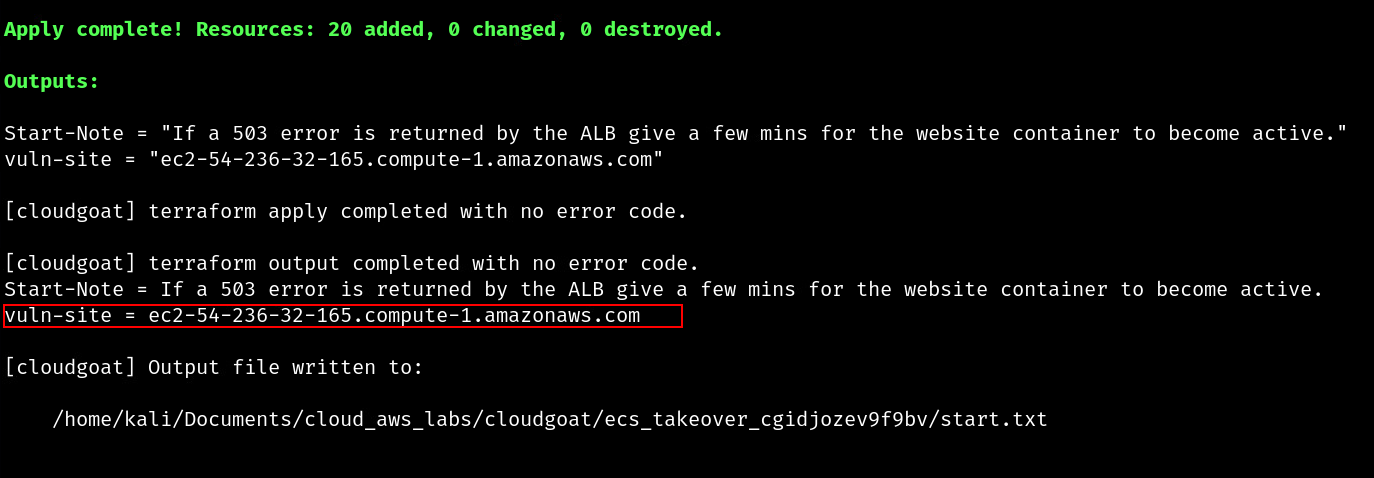 Apply complete! Resources: 20 added, 0 changed, 0 destroyed.
Outputs:
Start-Note = "If a 503 error is returned by the ALB give a few mins for the website container to become active."
vuln-site = "ec2-54-236-32-165.compute-1.amazonaws.com"
[cloudgoat] terraform apply completed with no error code.
[cloudgoat] terraform output completed with no error code.
Start-Note = If a 503 error is returned by the ALB give a few mins for the website container to become active.
vuln-site = ec2-54-236-32-165.compute-1.amazonaws.com
[cloudgoat] Output file written to:
/home/kali/Documents/cloud_aws_labs/cloudgoat/ecs_takeover_cgidjozev9f9bv/start.txt